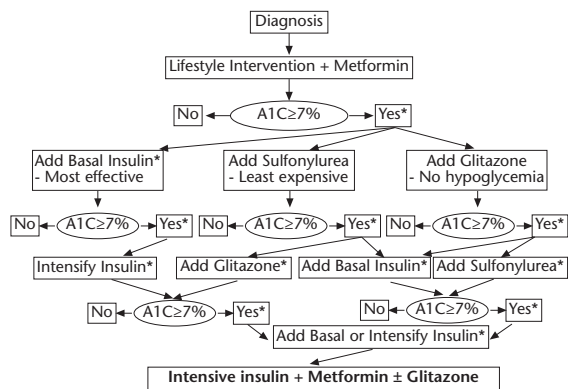 Diagnosis
Lifestyle Intervention + Metformin
No A1C≥7% Yes*
Add Basal Insulin* Add Sulfonylurea Add Glitazone
- Most effective - Least expensive - No hypoglycemia
No A1C≥7% Yes* No A1C≥7% Yes* No A1C≥7% Yes*
Intensify Insulin* Add Glitazone* Add Basal Insulin* Add Sulfonylurea*
No A1C≥7% Yes* No A1C≥7% Yes*
Add Basal or Intensify Insulin*
Intensive insulin + Metformin ± Glitazone